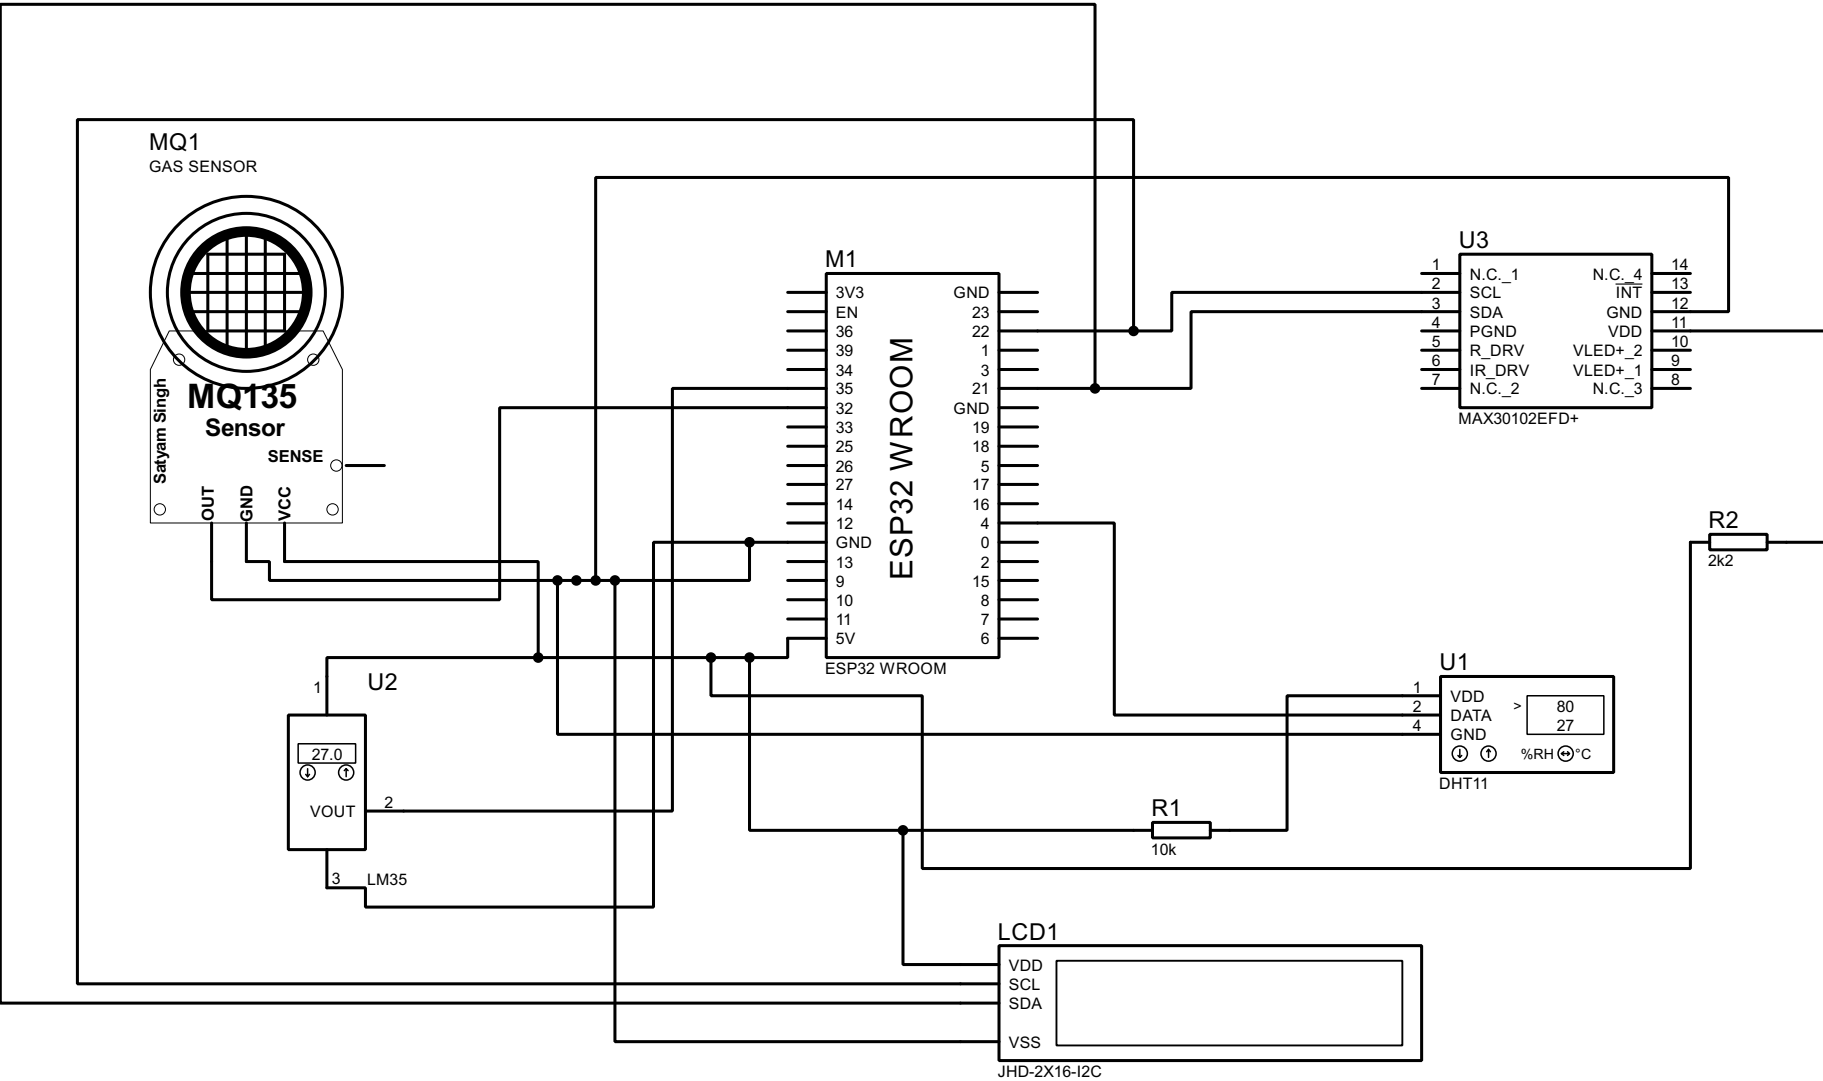 MQ1
GAS SENSOR
MQ135
Sensor
Satyam Singh
SENSE
OUT
GND
VCC
M1
3V3
EN
36
39
34
35
32
33
25
26
27
14
12
GND
13
9
10
11
5V
ESP32 WROOM
GND
23
22
1
3
21
GND
19
18
5
17
16
4
0
2
15
8
7
6
ESP32 WROOM
U3
1 N.C._1
2 SCL
3 SDA
4 PGND
5 R_DRV
6 IR_DRV
7 N.C._2
N.C._4 14
INT 13
GND 12
VDD 11
VLED+_2 10
VLED+_1 9
N.C._3 8
MAX30102EFD+
R2
2k2
U1
1 VDD
2 DATA
4 GND
> 80
27
%RH °C
DHT11
U2
1
27.0
VOUT 2
3
LM35
R1
10k
LCD1
VDD
SCL
SDA
VSS
JHD-2X16-I2C